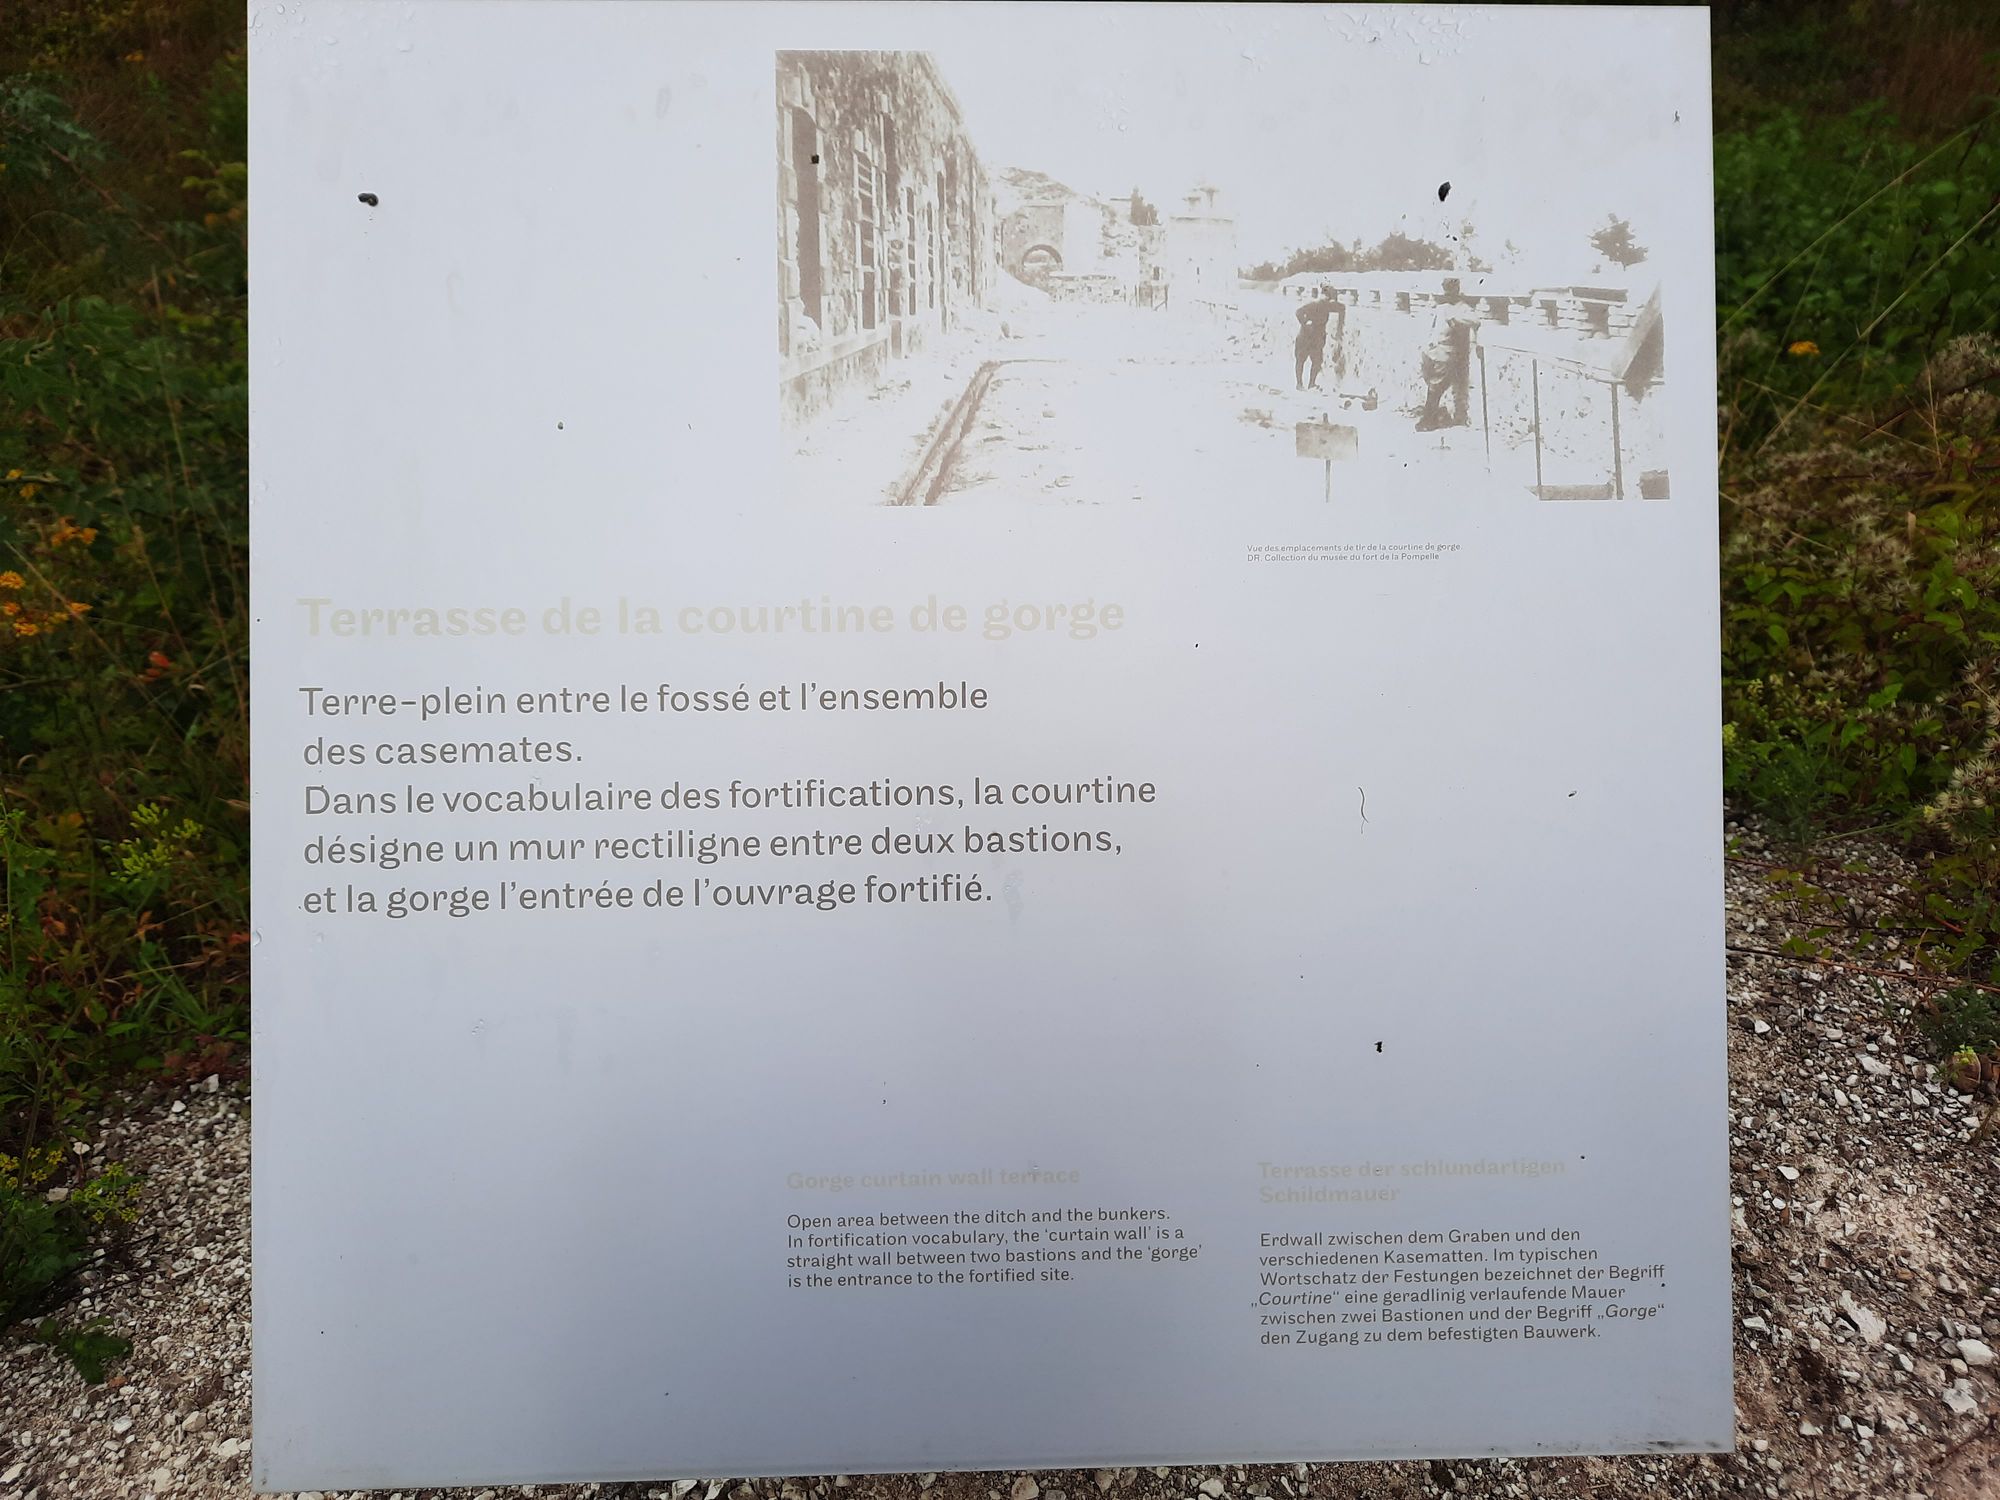 Vue des emplacements de tir de la courtine de gorge.
DR. Collection du musée du fort de la Pompelle
Terrasse de la courtine de gorge
Terre-plein entre le fossé et l'ensemble
des casemates.
Dans le vocabulaire des fortifications, la courtine
désigne un mur rectiligne entre deux bastions,
et la gorge l'entrée de l'ouvrage fortifié.
Gorge curtain wall terrace
Open area between the ditch and the bunkers.
In fortification vocabulary, the ‘curtain wall’ is a
straight wall between two bastions and the ‘gorge’
is the entrance to the fortified site.
Terrasse der schlundartigen
Schildmauer
Erdwall zwischen dem Graben und den
verschiedenen Kasematten. Im typischen
Wortschatz der Festungen bezeichnet der Begriff
„Courtine“ eine geradlinig verlaufende Mauer
zwischen zwei Bastionen und der Begriff „Gorge“
den Zugang zu dem befestigten Bauwerk.